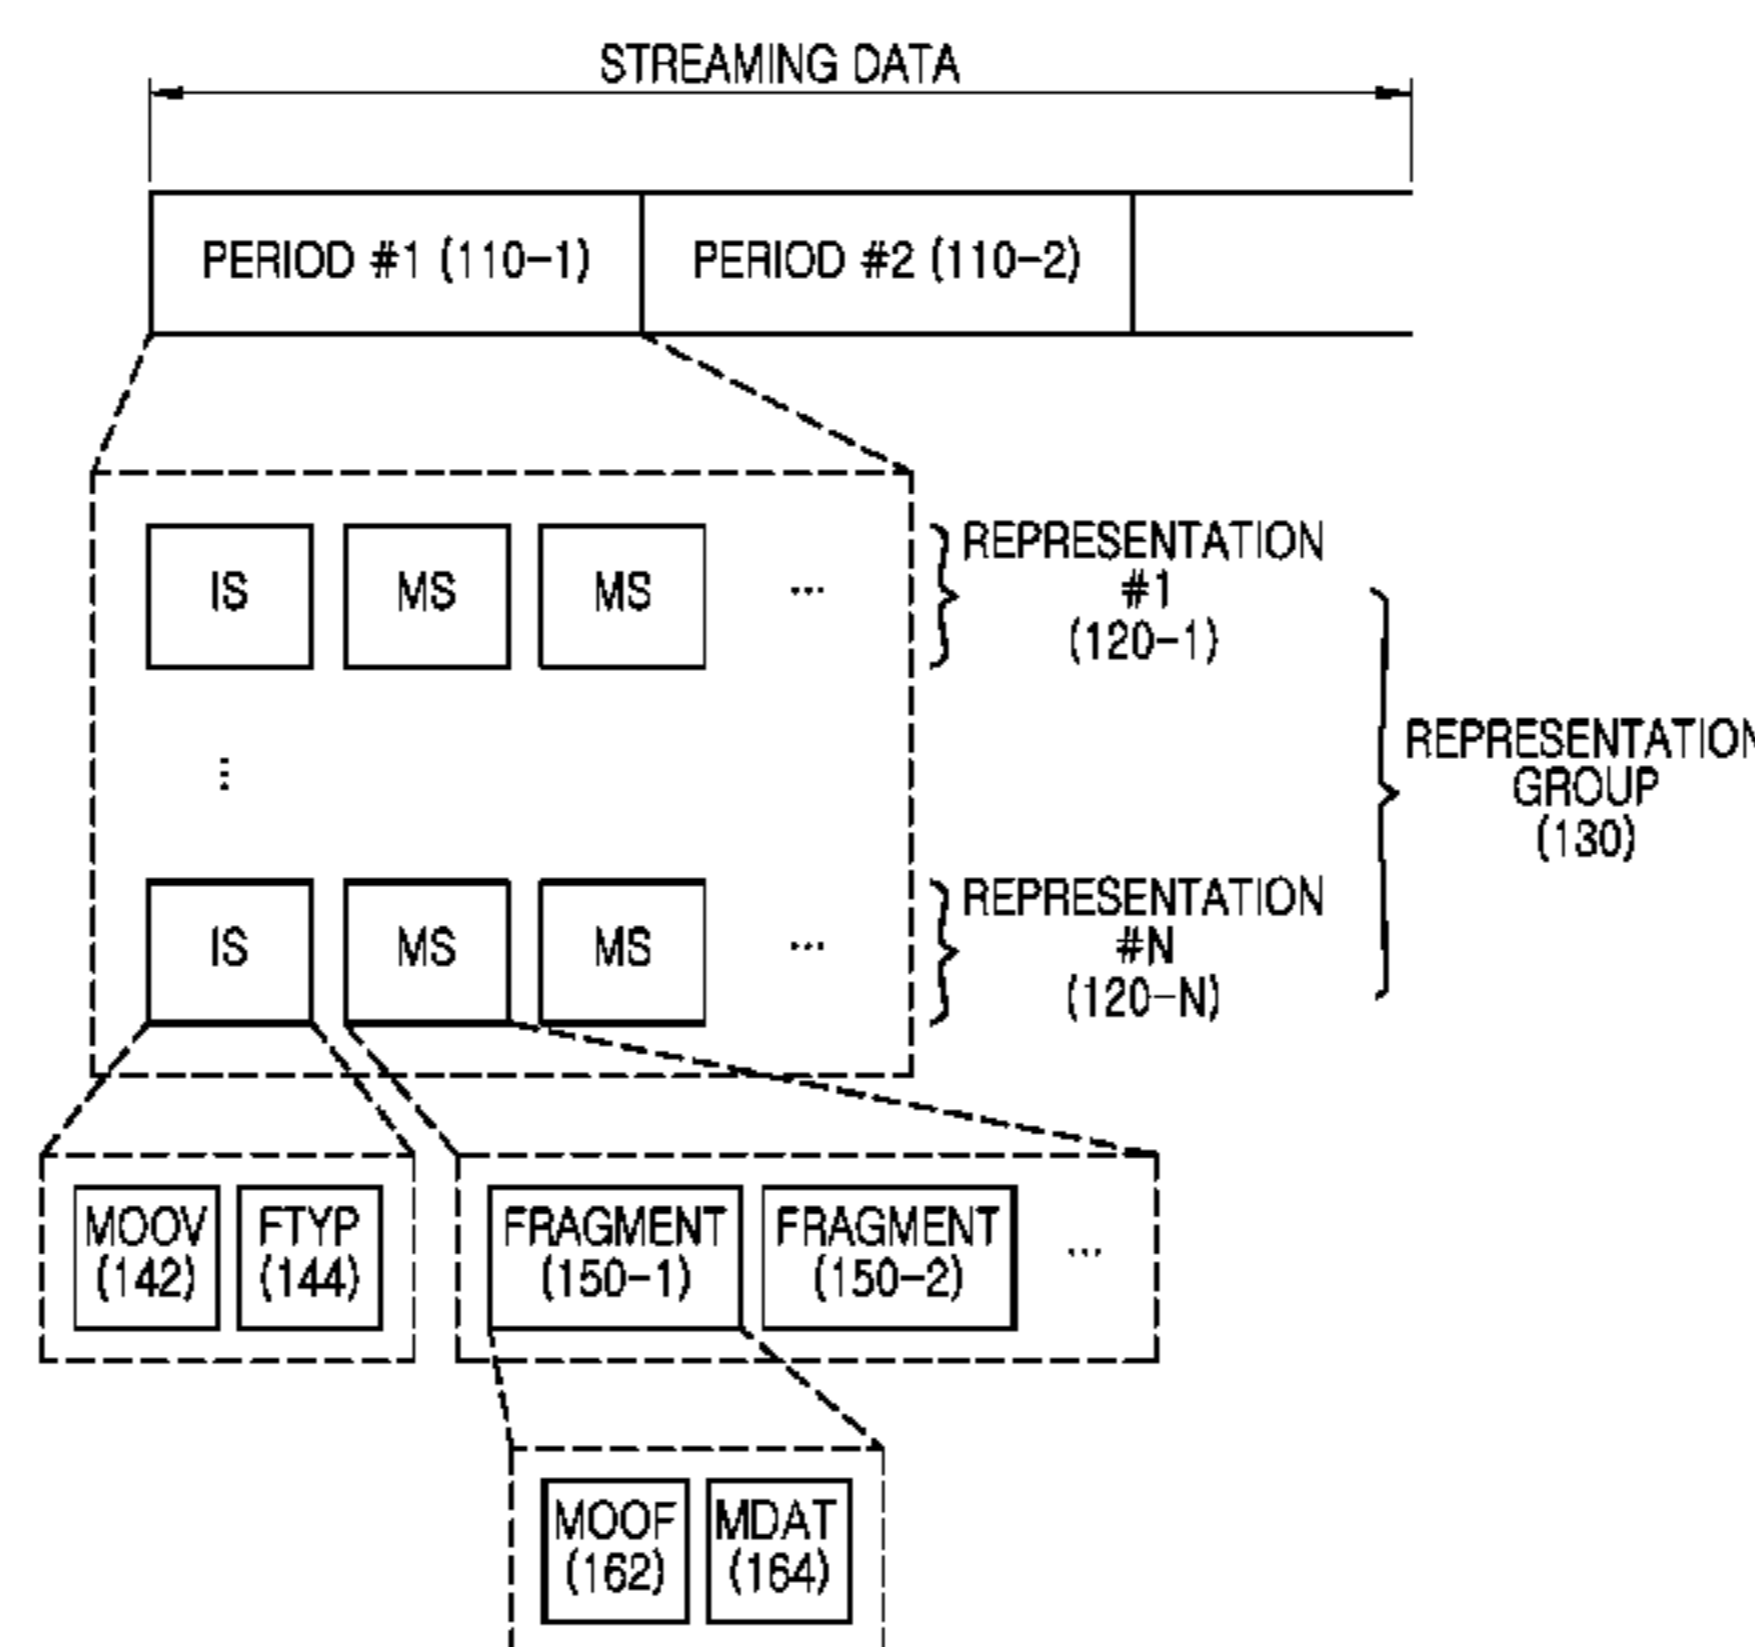 STREAMING DATA
PERIOD #1 (110-1)
PERIOD #2 (110-2)
IS
MS
MS
...
REPRESENTATION
#1
(120-1)
...
REPRESENTATION
GROUP
(130)
IS
MS
MS
...
REPRESENTATION
#N
(120-N)
MOOV
(142)
FTYP
(144)
FRAGMENT
(150-1)
FRAGMENT
(150-2)
...
MOOF
(162)
MDAT
(164)